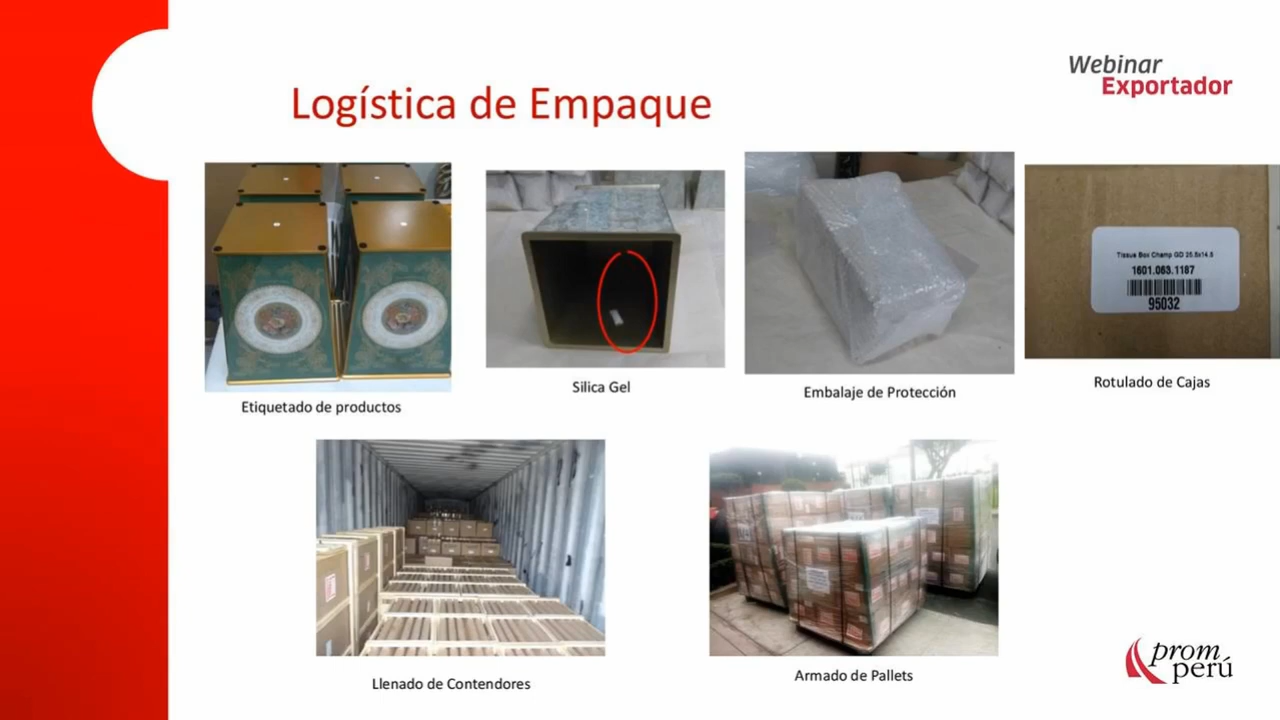 Webinar
Exportador
Logística de Empaque
Tissue Box Champ GD 25.5x14.5
1601.063.1187
95032
Etiquetado de productos
Silica Gel
Embalaje de Protección
Rotulado de Cajas
Llenado de Contendores
Armado de Pallets
prom
perú